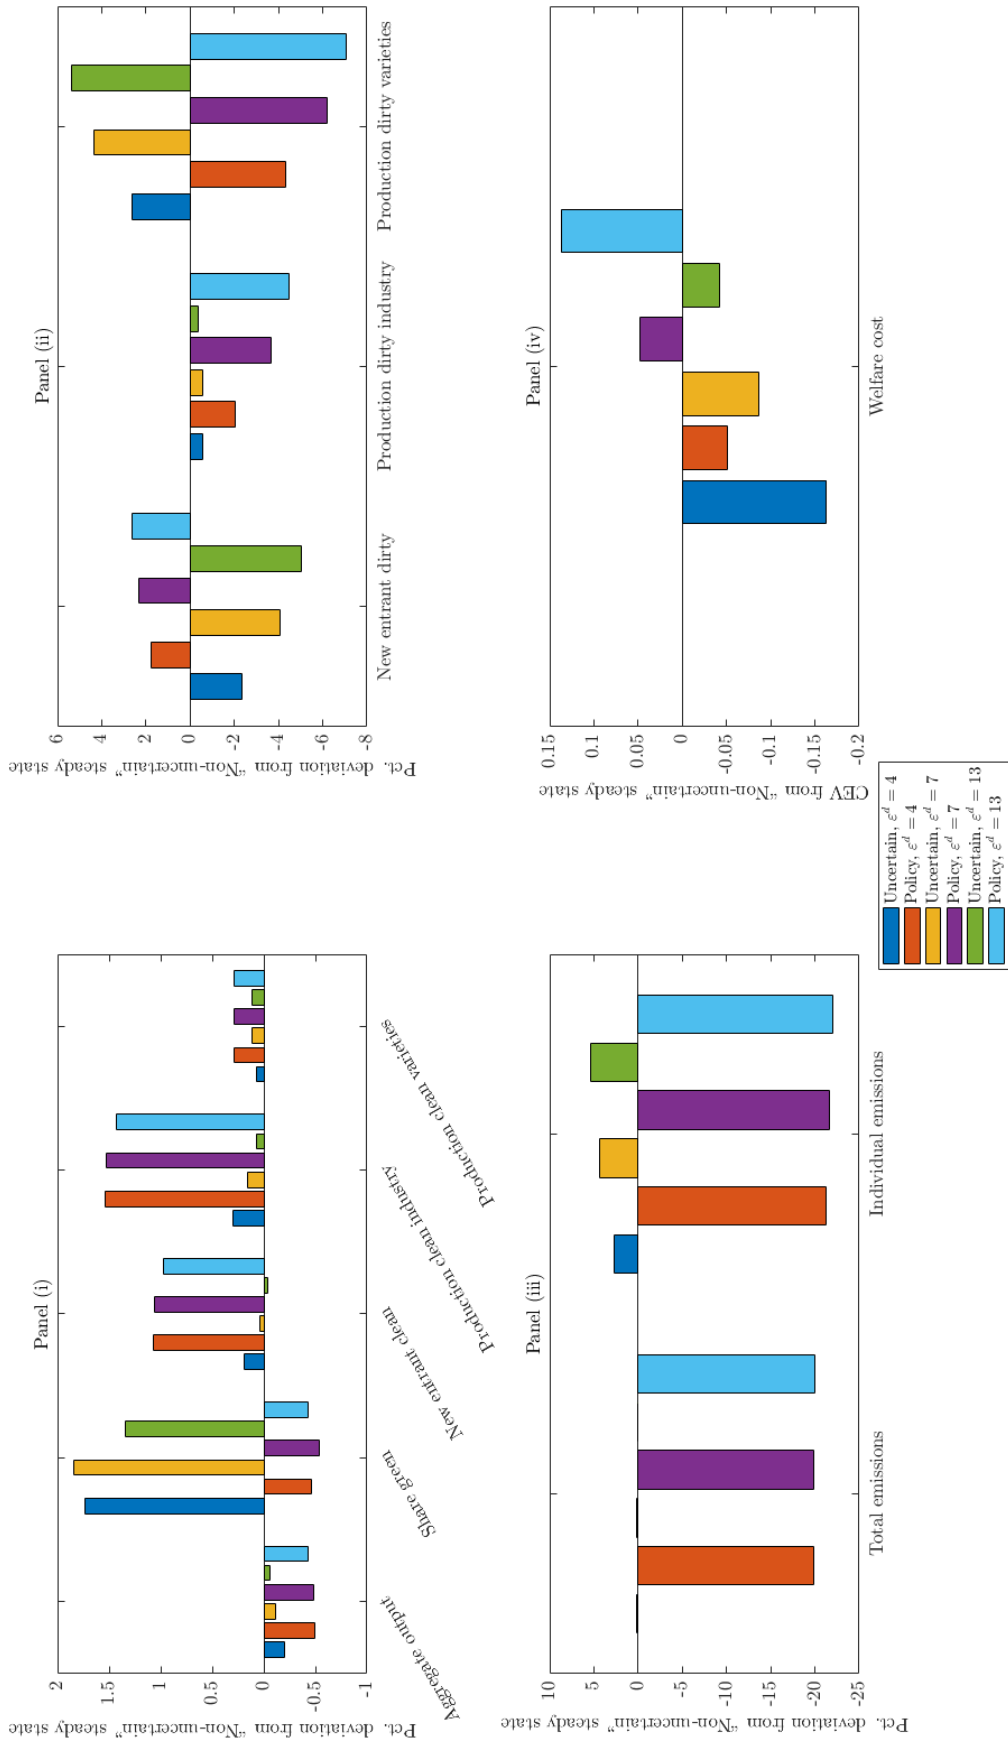 Panel (i)
Pct. deviation from "Non-uncertain" steady state
2
1.5
1
0.5
0
-0.5
-1
Aggregate output
Share green
New entrant clean
Production clean industry
Production clean varieties
Panel (ii)
Pct. deviation from "Non-uncertain" steady state
6
4
2
0
-2
-4
-6
-8
New entrant dirty
Production dirty industry
Production dirty varieties
Panel (iii)
Pct. deviation from "Non-uncertain" steady state
10
5
0
-5
-10
-15
-20
-25
Total emissions
Individual emissions
Panel (iv)
CEV from "Non-uncertain" steady state
0.15
0.1
0.05
0
-0.05
-0.1
-0.15
-0.2
Welfare cost
Uncertain, εᵈ = 4
Policy, εᵈ = 4
Uncertain, εᵈ = 7
Policy, εᵈ = 7
Uncertain, εᵈ = 13
Policy, εᵈ = 13